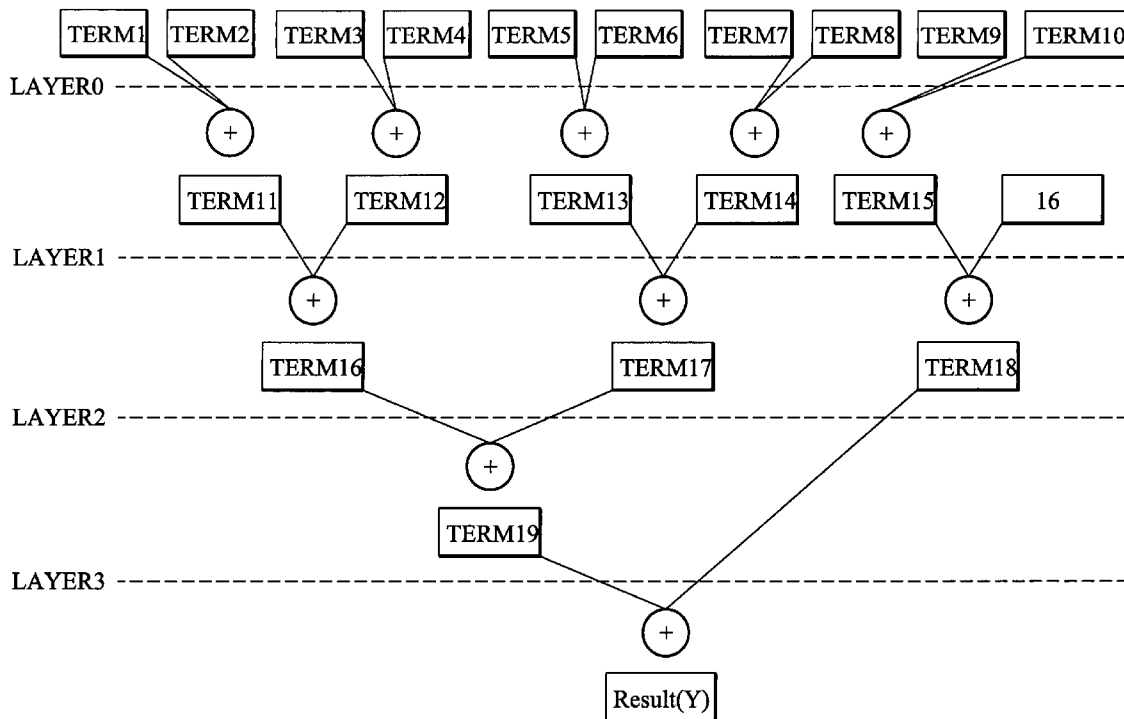 TERM1 TERM2 TERM3 TERM4 TERM5 TERM6 TERM7 TERM8 TERM9 TERM10
LAYER0
+ + + + +
TERM11 TERM12 TERM13 TERM14 TERM15 16
LAYER1
+ + +
TERM16 TERM17 TERM18
LAYER2
+
TERM19
LAYER3
+
Result(Y)